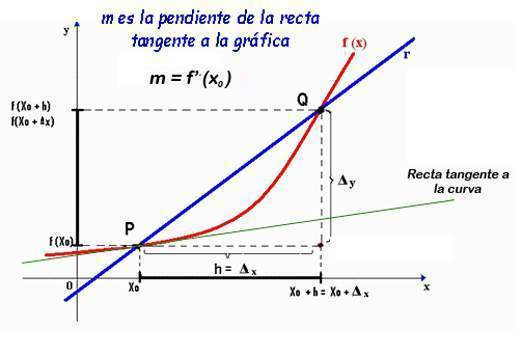 m es la pendiente de la recta
tangente a la gráfica
m = f'(x₀)
y
f (x)
r
Q
f (X₀ + h)
f(X₀ + Δx)
Δy
Recta tangente a
la curva
P
f (X₀)
h = Δx
0
X₀
X₀ + h = X₀ + Δx
x